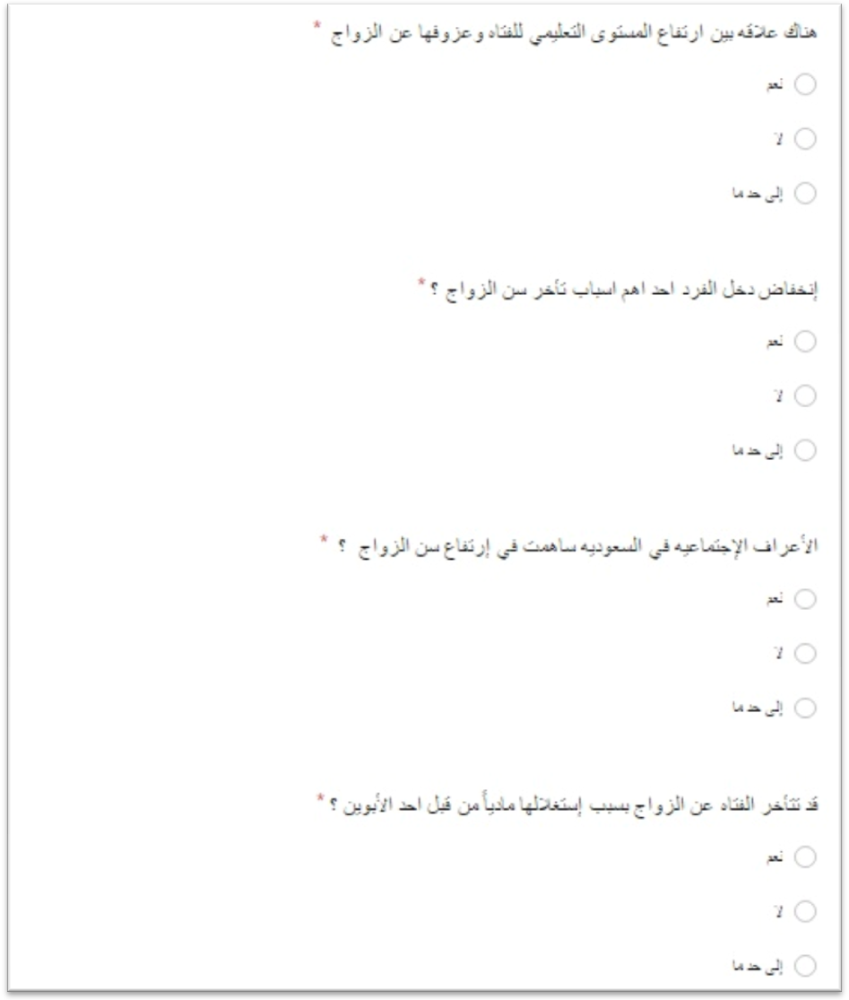 هناك علاقه بين ارتفاع المستوى التعليمي للفتاه وعزوفها عن الزواج *
نعم
لا
إلى حد ما
إنخفاض دخل الفرد احد اهم اسباب تأخر سن الزواج ؟ *
نعم
لا
إلى حد ما
الأعراف الإجتماعيه في السعوديه ساهمت في إرتفاع سن الزواج ؟ *
نعم
لا
إلى حد ما
قد تتأخر الفتاه عن الزواج بسبب إستغلالها مادياً من قبل احد الأبوين ؟ *
نعم
لا
إلى حد ما